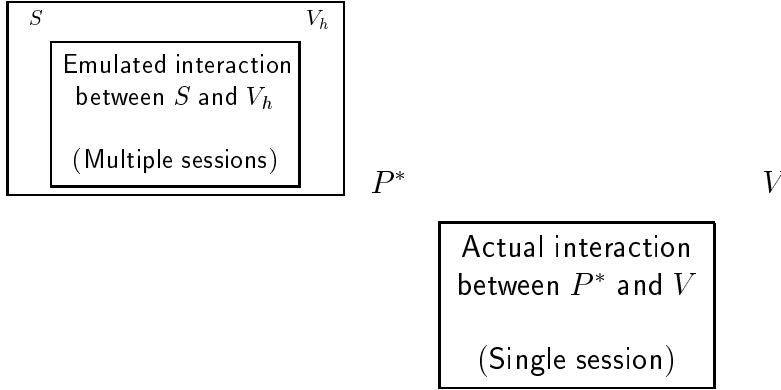 S V_h
Emulated interaction
between S and V_h
(Multiple sessions)
P* V
Actual interaction
between P* and V
(Single session)